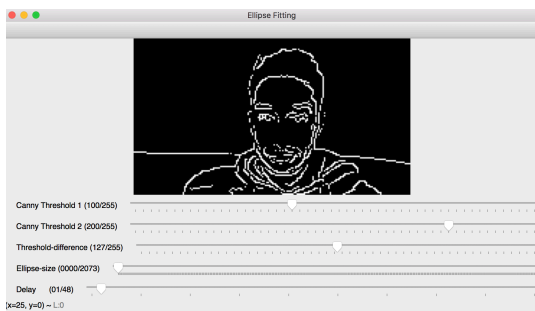 Ellipse Fitting
Canny Threshold 1 (100/255)
Canny Threshold 2 (200/255)
Threshold-difference (127/255)
Ellipse-size (0000/2073)
Delay (01/48)
(x=25, y=0) ~ L:0